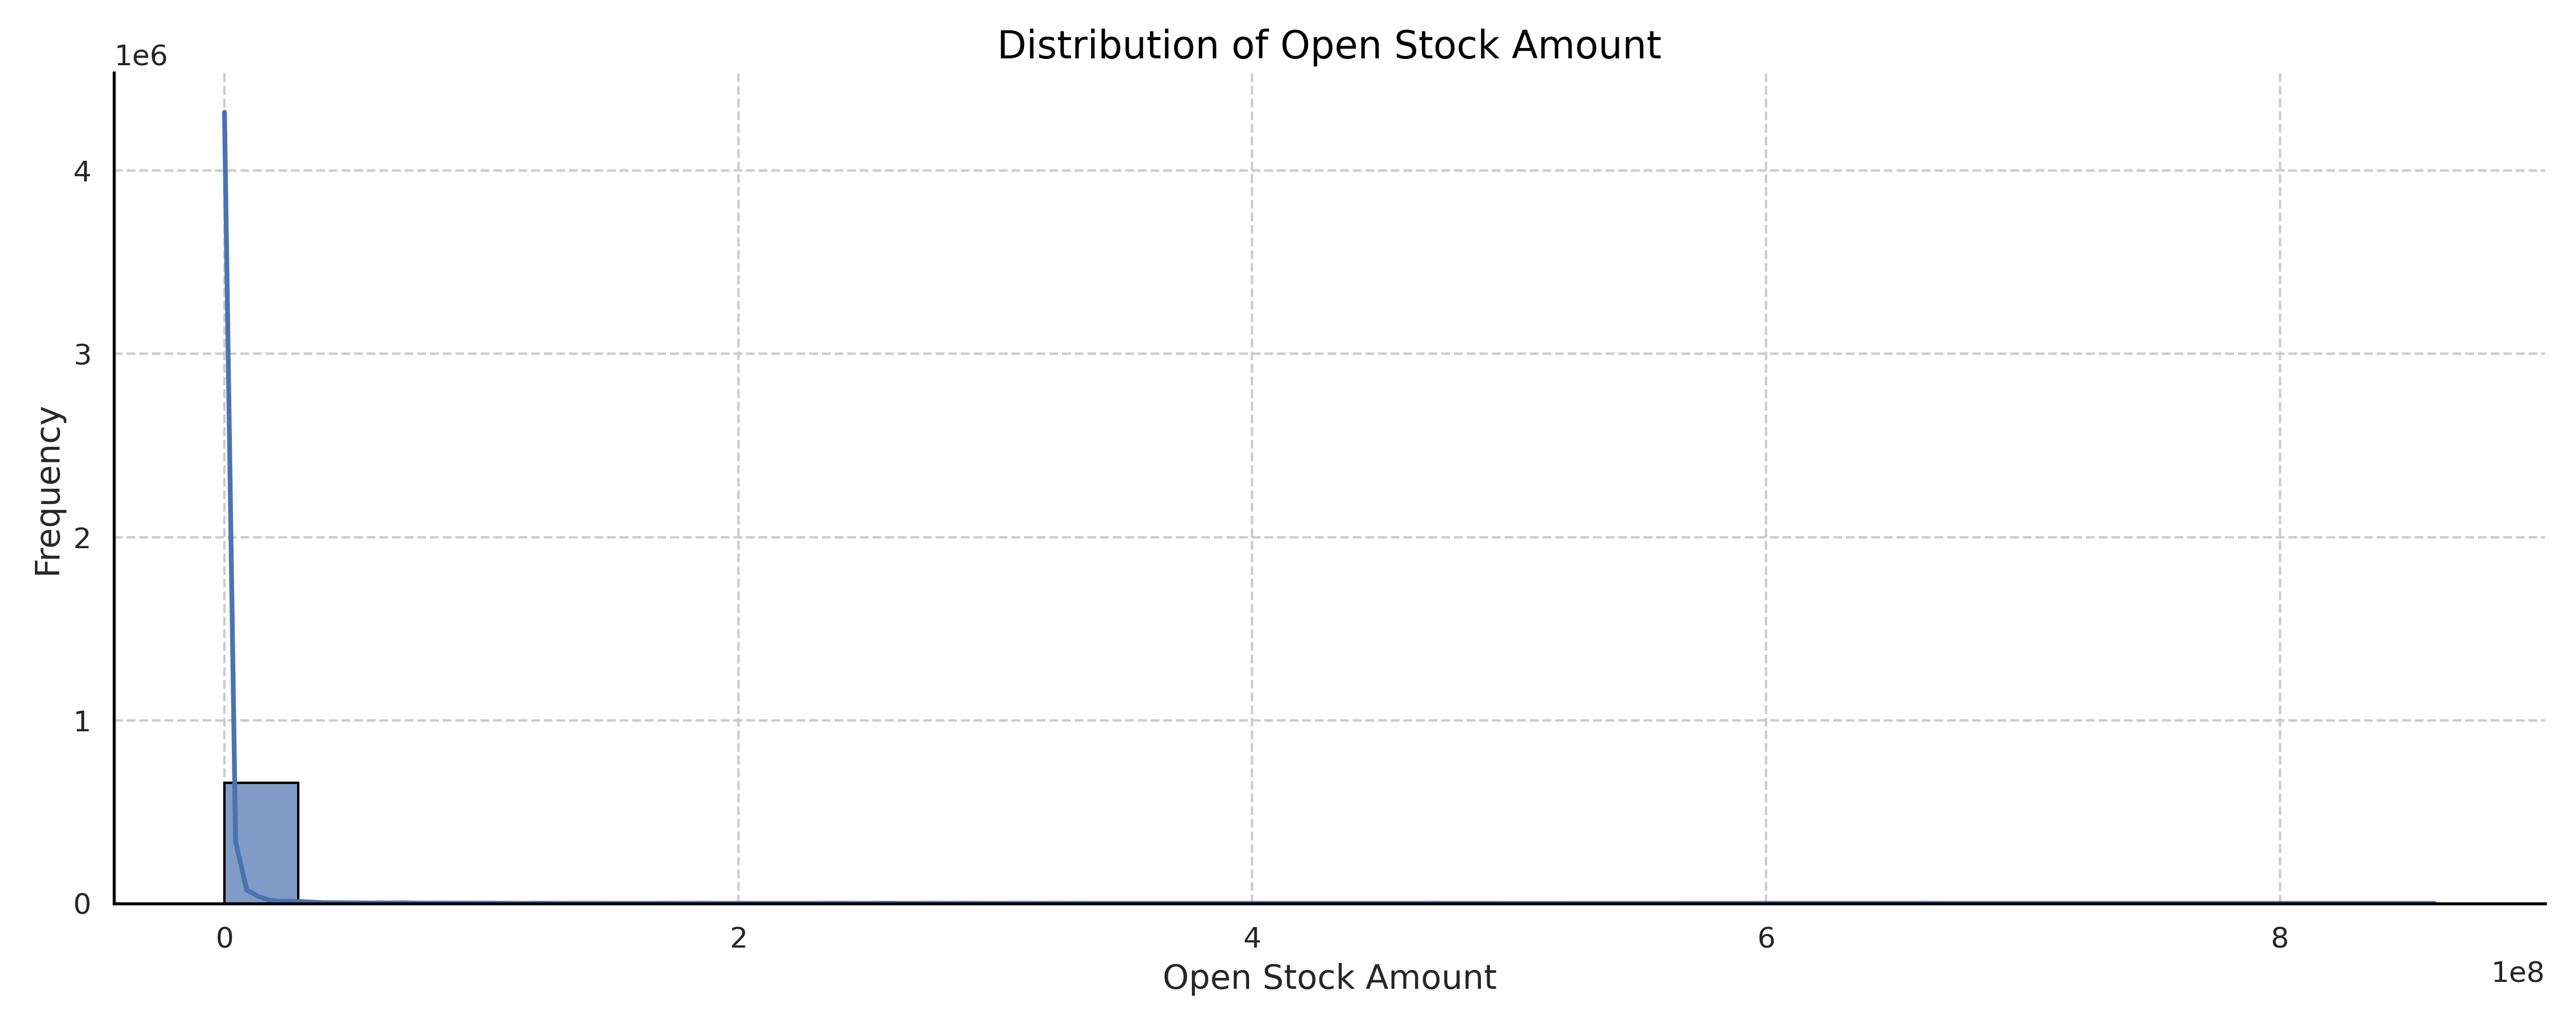 Distribution of Open Stock Amount
1e6
4
3
2
1
0
Frequency
0 2 4 6 8
1e8
Open Stock Amount